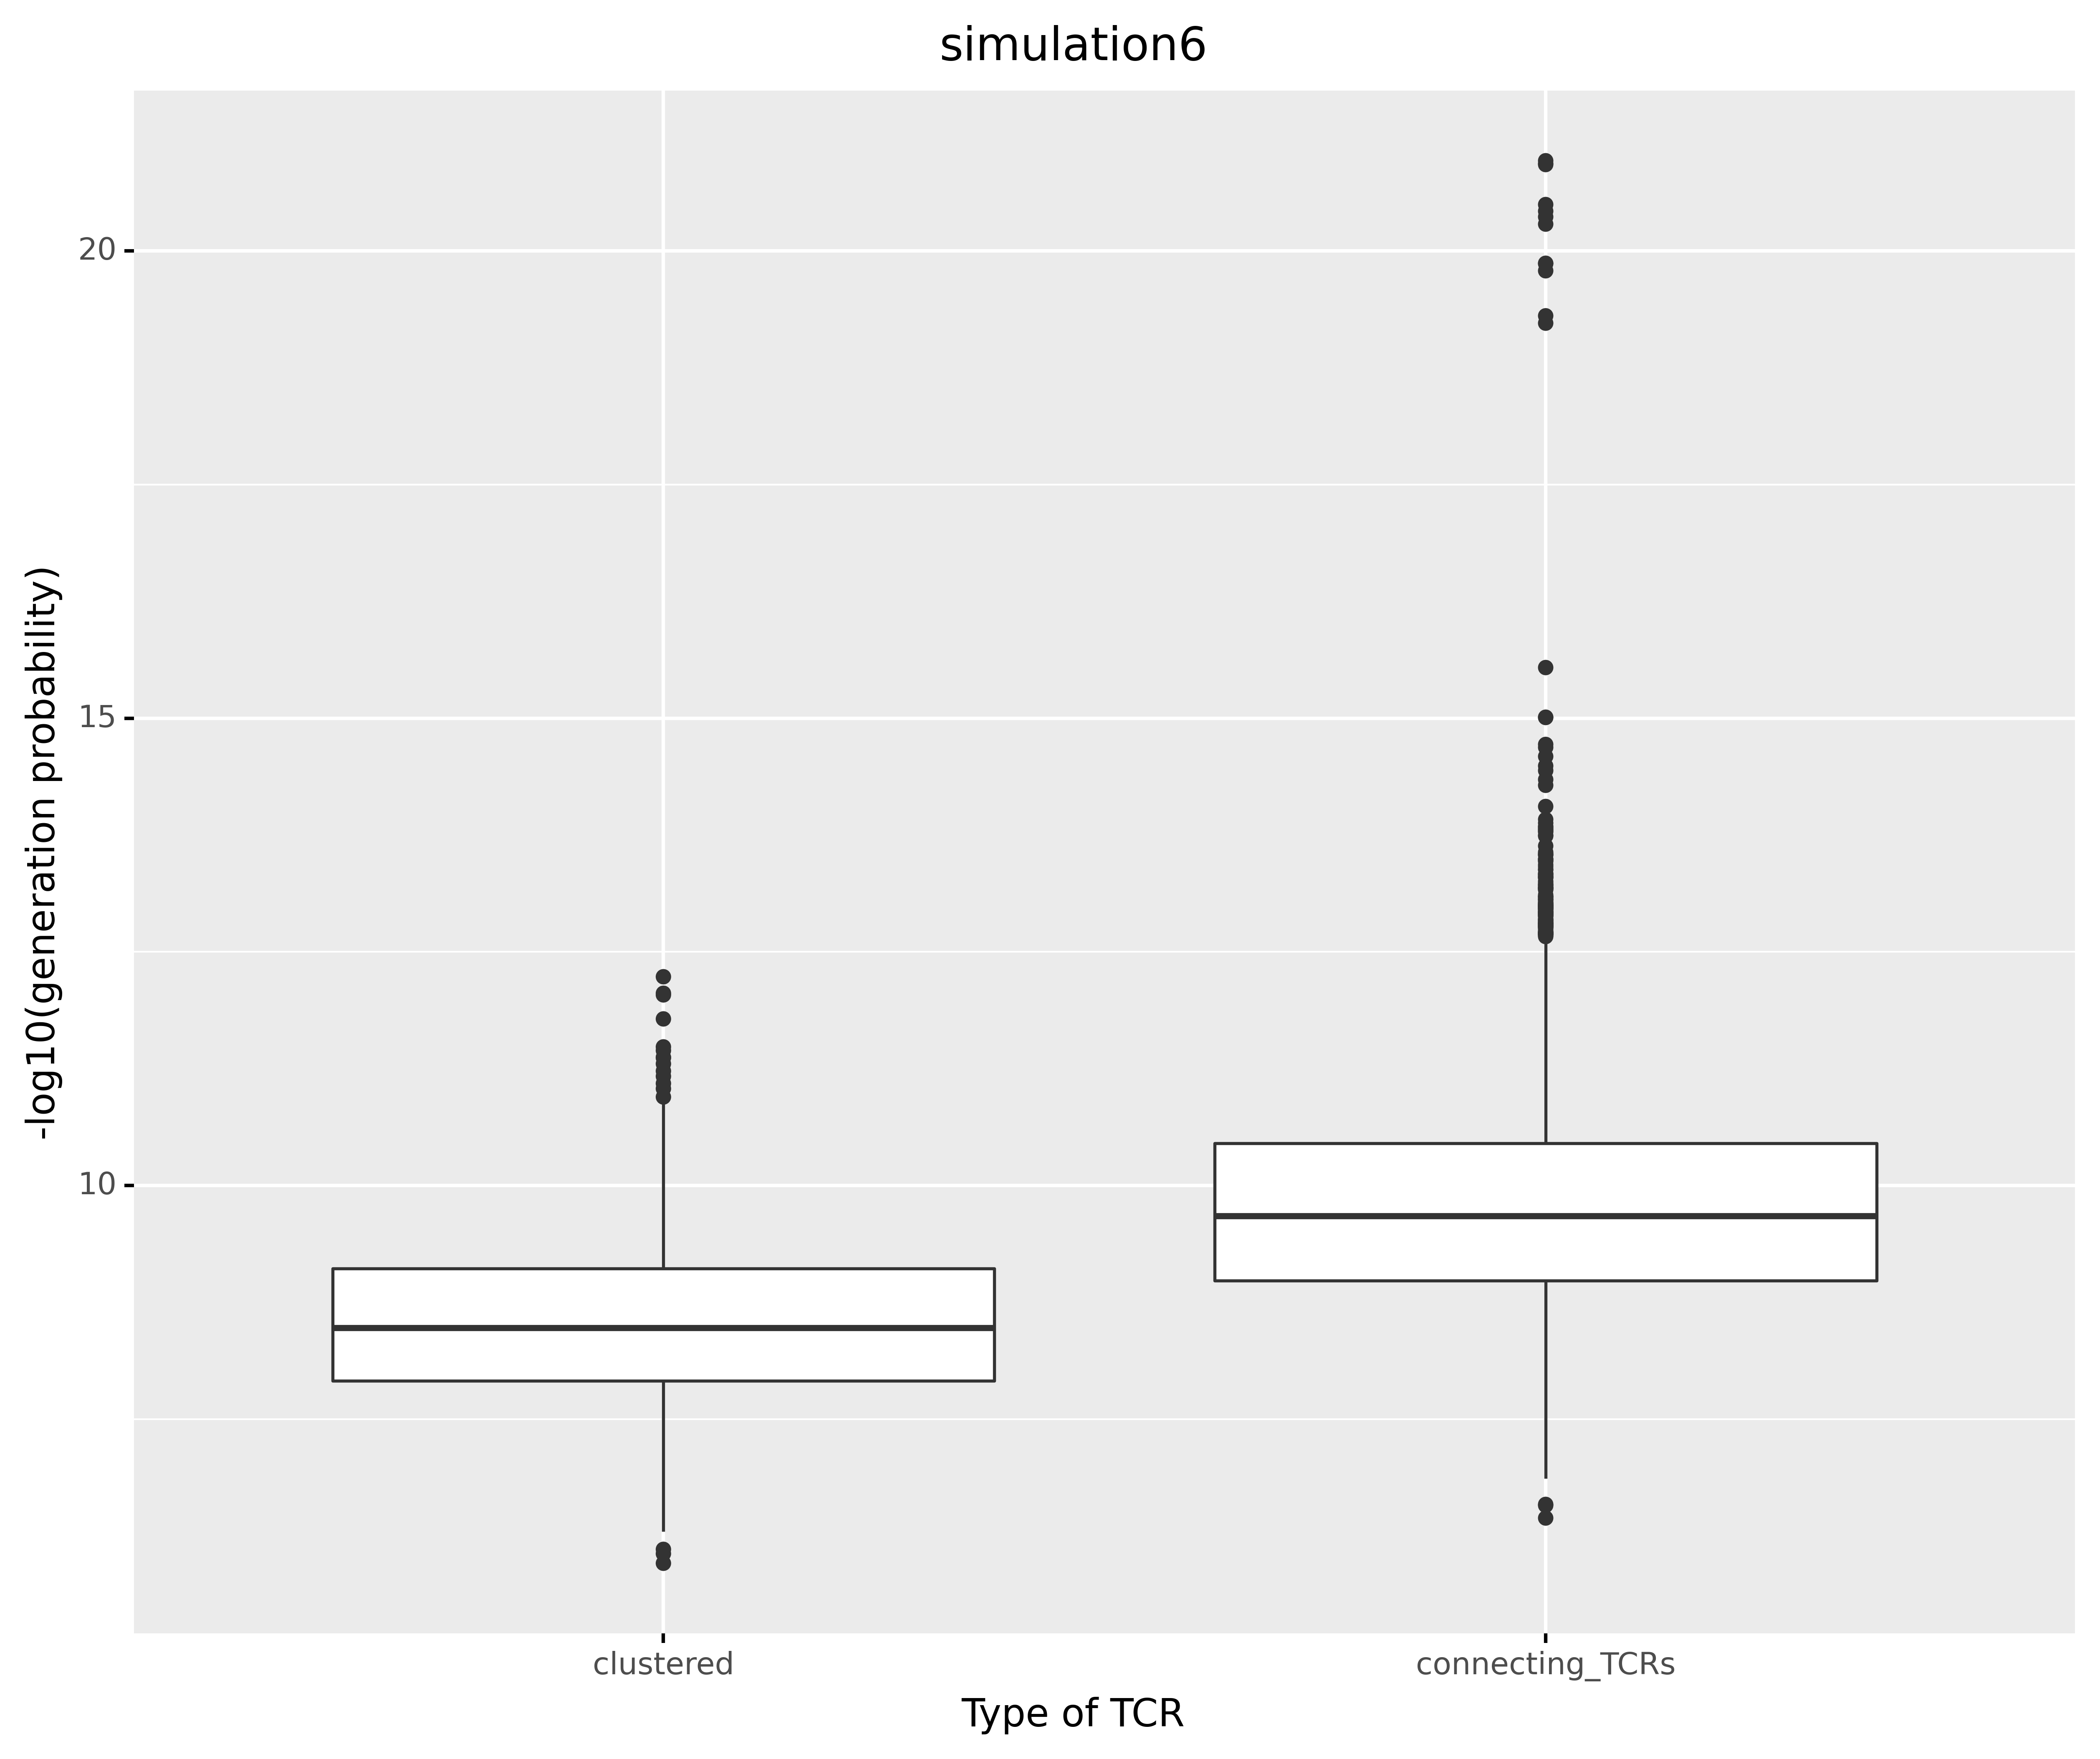 simulation6
-log10(generation probability)
20
15
10
clustered
connecting_TCRs
Type of TCR